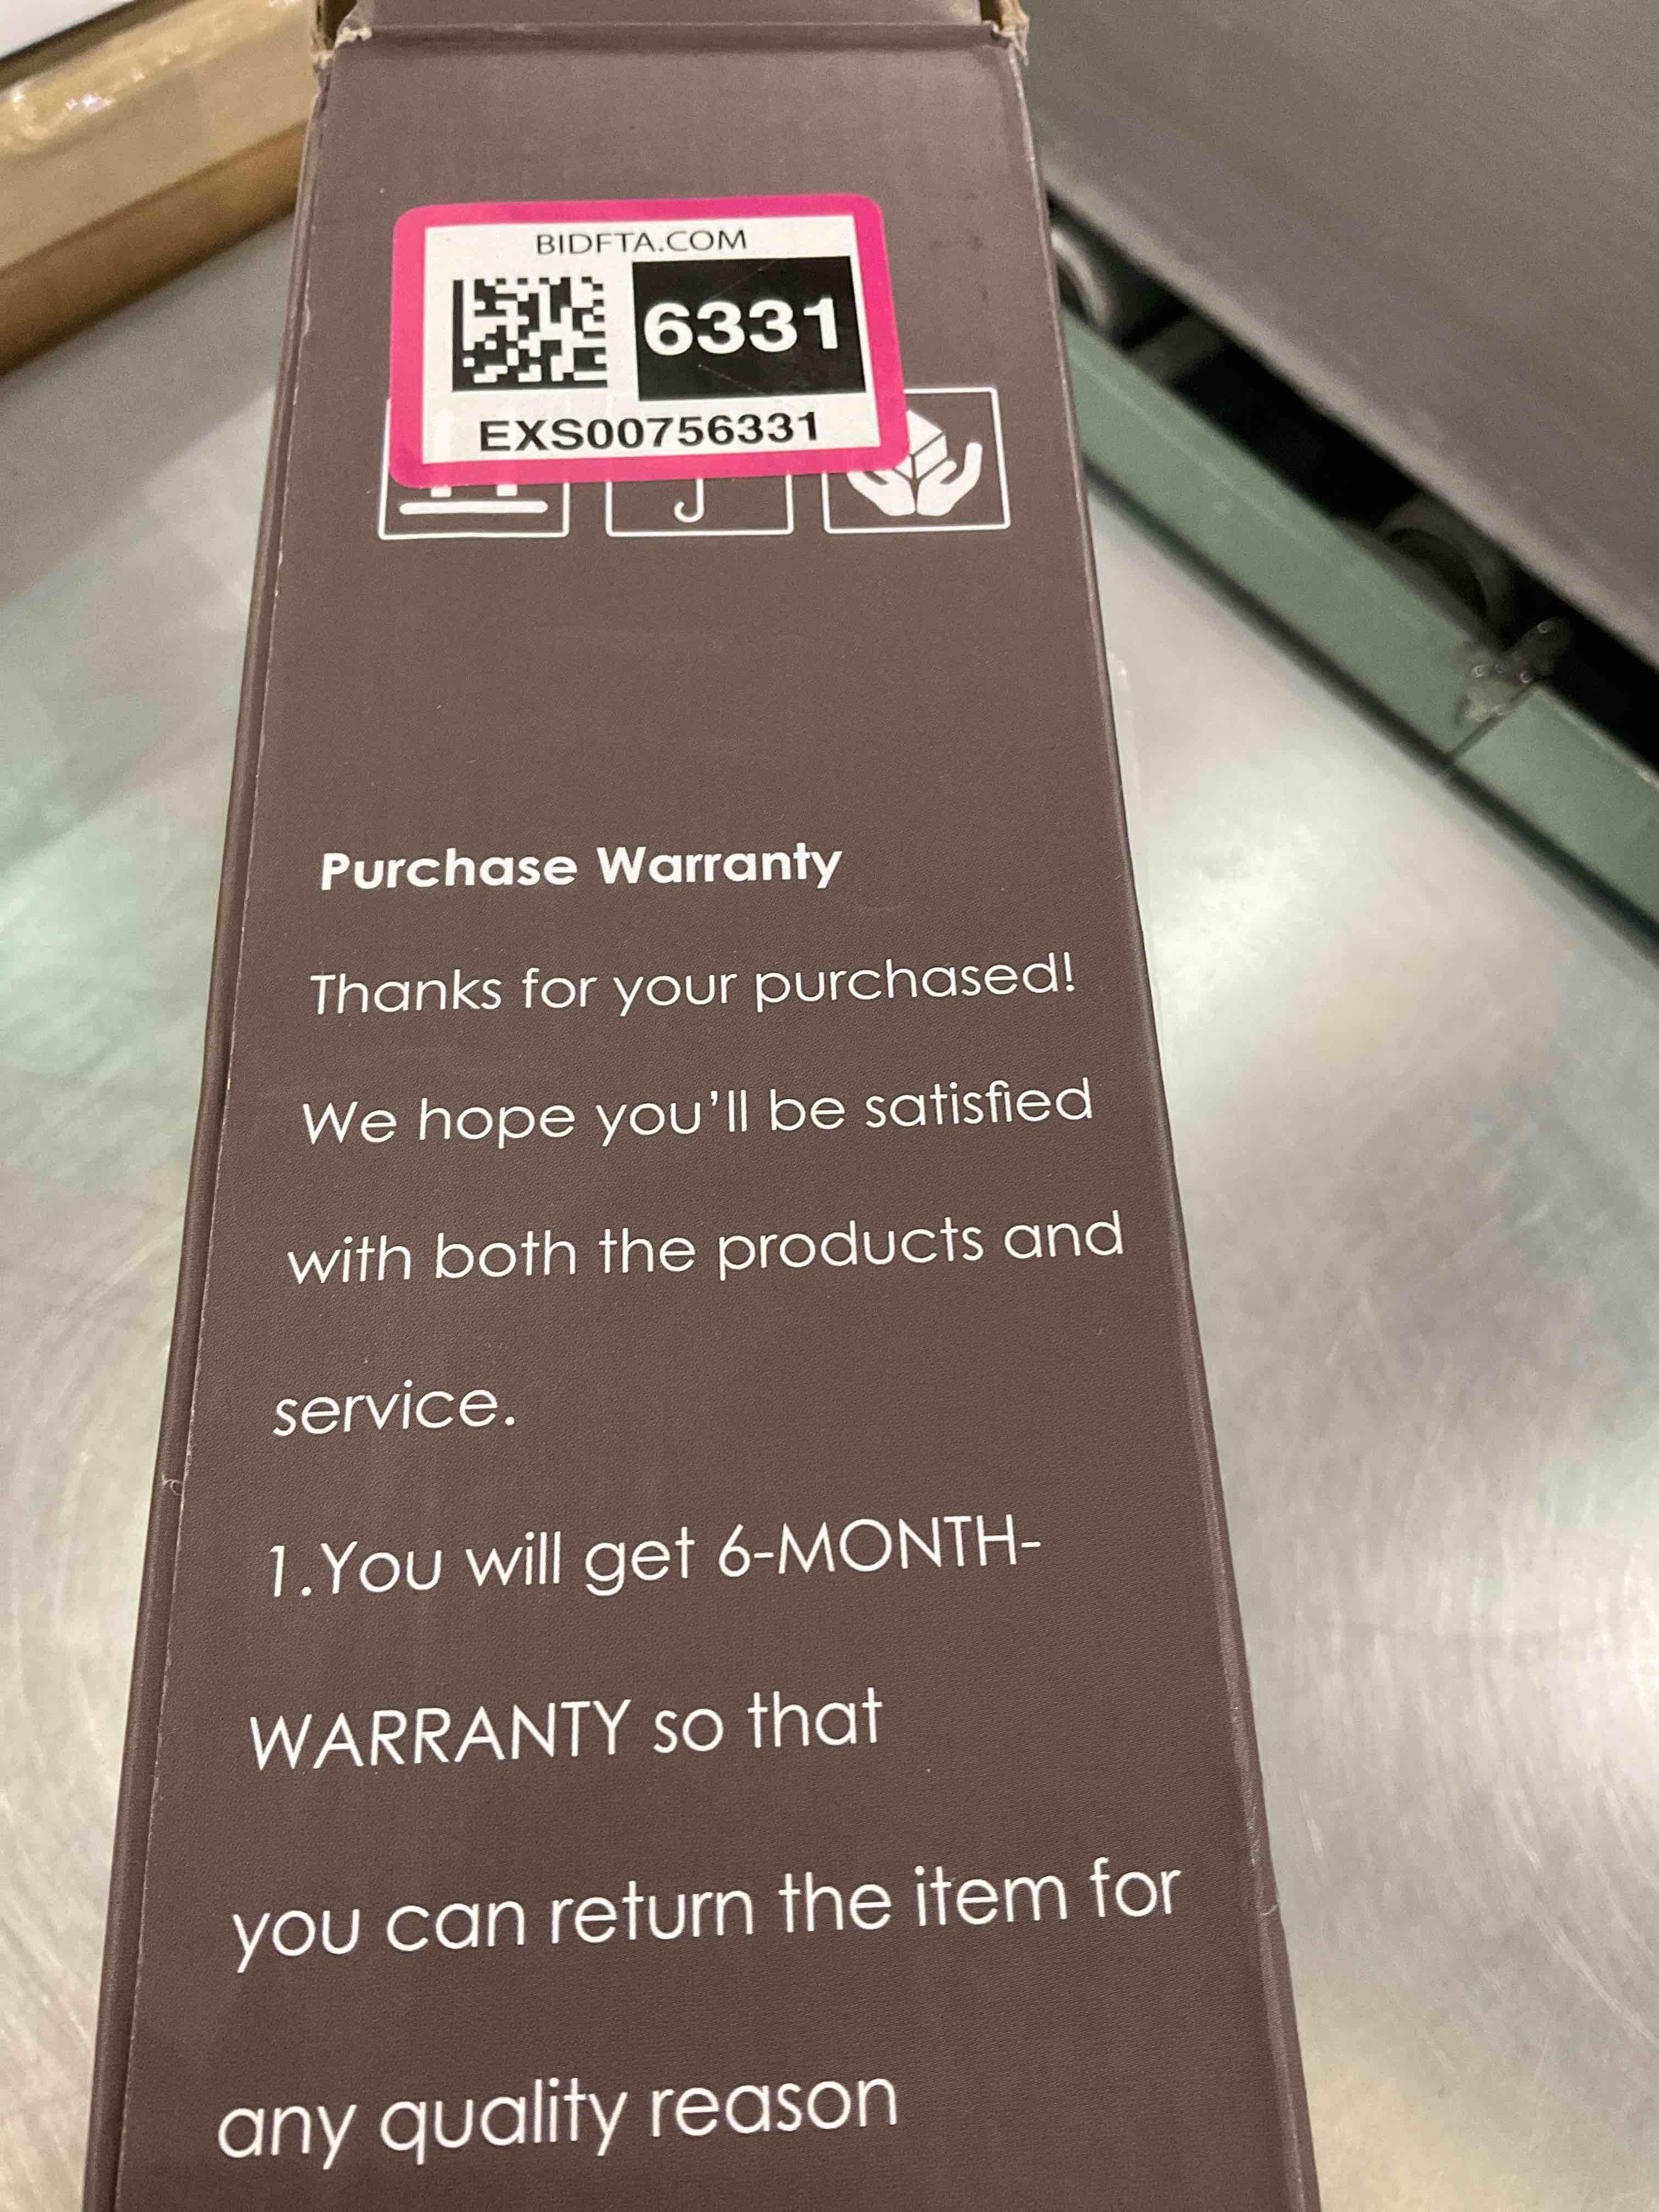 BIDFTA.COM
6331
EXS00756331
Purchase Warranty
Thanks for your purchased!
We hope you'll be satisfied
with both the products and
service.
1.You will get 6-MONTH-
WARRANTY so that
you can return the item for
any quality reason